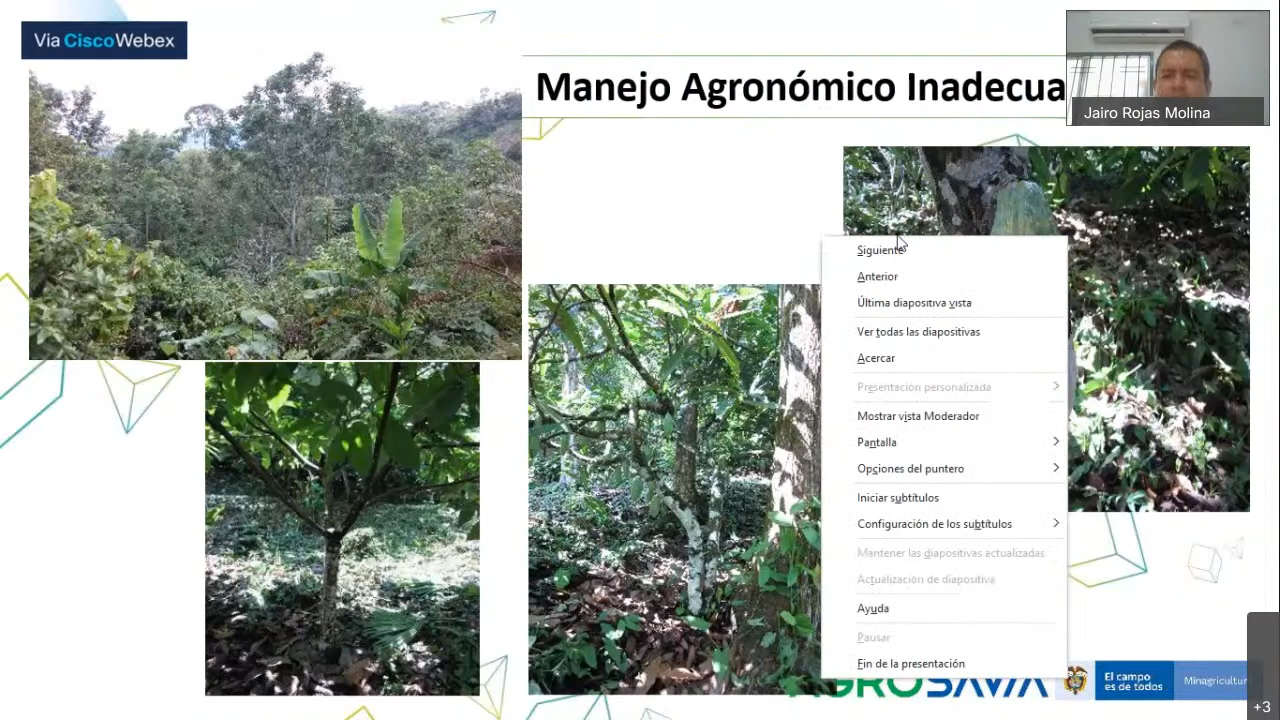 Via CiscoWebex
Manejo Agronómico Inadecua
Jairo Rojas Molina
Siguiente
Anterior
Última diapositiva vista
Ver todas las diapositivas
Acercar
Presentación personalizada
Mostrar vista Moderador
Pantalla
Opciones del puntero
Iniciar subtítulos
Configuración de los subtítulos
Mantener las diapositivas actualizadas
Actualización de diapositiva
Ayuda
Pausar
Fin de la presentación
AGROSAVIA
El campo
es de todos
Minagricultur
+3